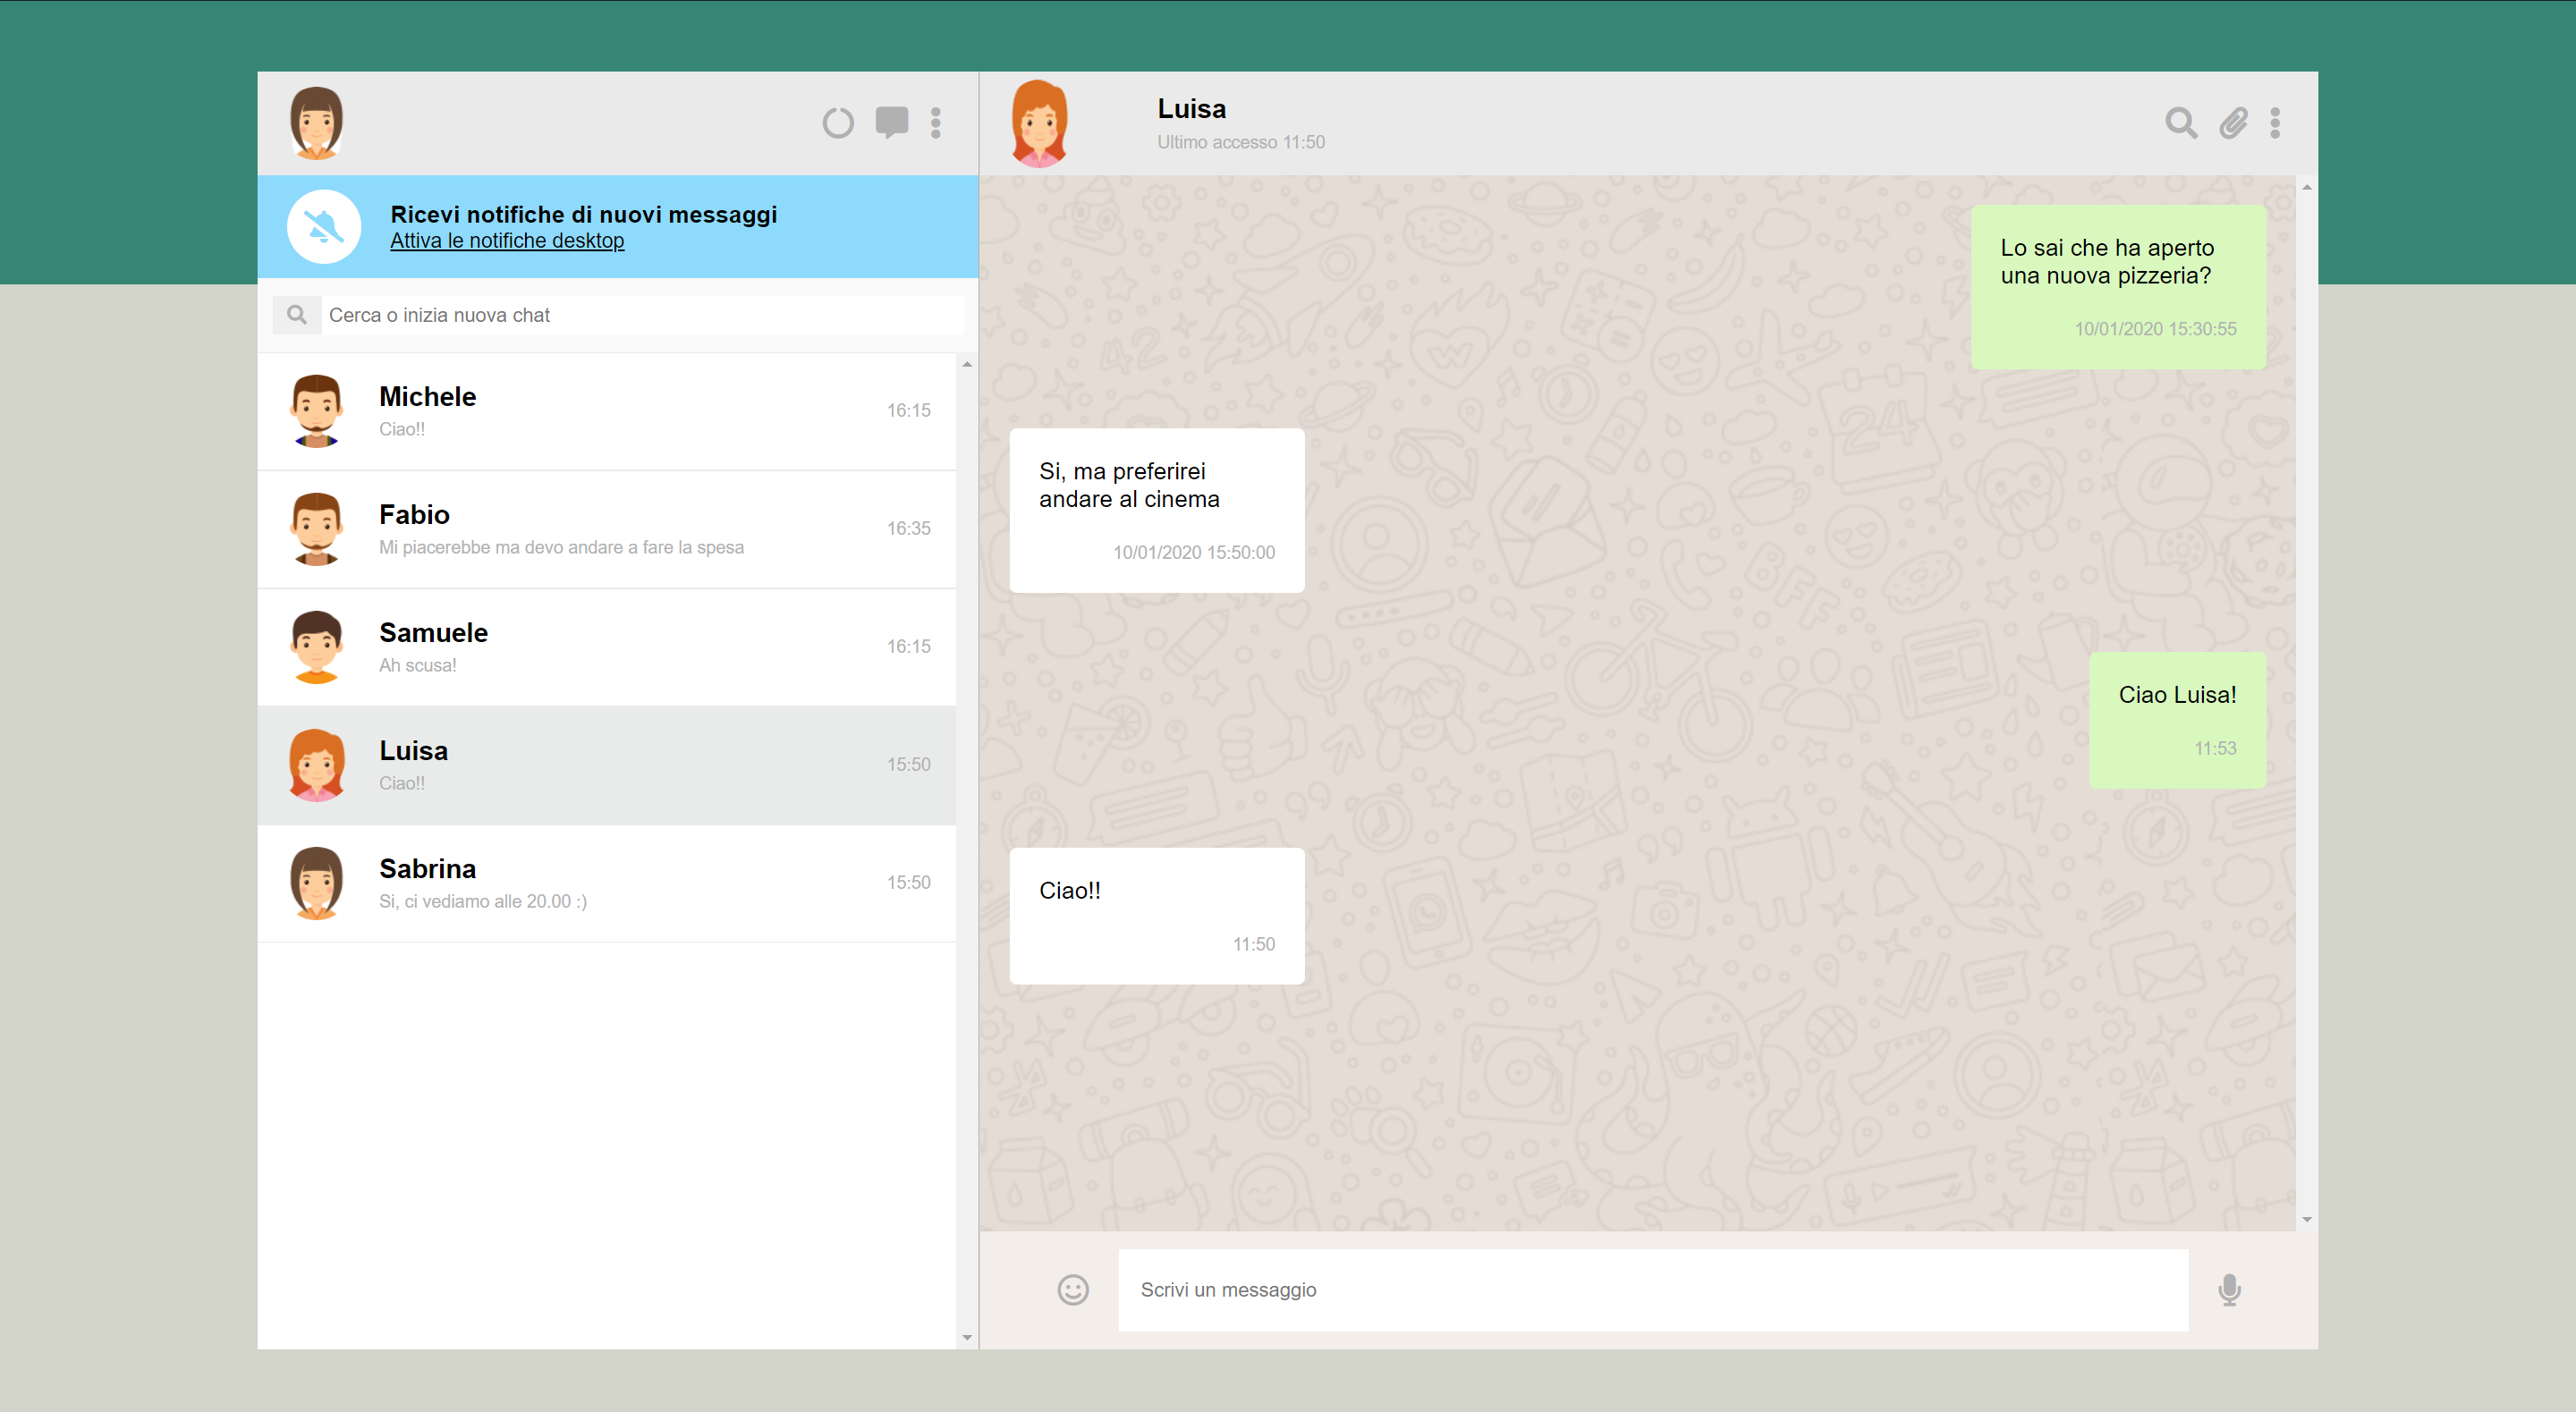 Ricevi notifiche di nuovi messaggi
Attiva le notifiche desktop
Cerca o inizia nuova chat
Michele
Ciao!!
16:15
Fabio
Mi piacerebbe ma devo andare a fare la spesa
16:35
Samuele
Ah scusa!
16:15
Luisa
Ciao!!
15:50
Sabrina
Si, ci vediamo alle 20.00 :)
15:50
Luisa
Ultimo accesso 11:50
Lo sai che ha aperto
una nuova pizzeria?
10/01/2020 15:30:55
Si, ma preferirei
andare al cinema
10/01/2020 15:50:00
Ciao Luisa!
11:53
Ciao!!
11:50
Scrivi un messaggio